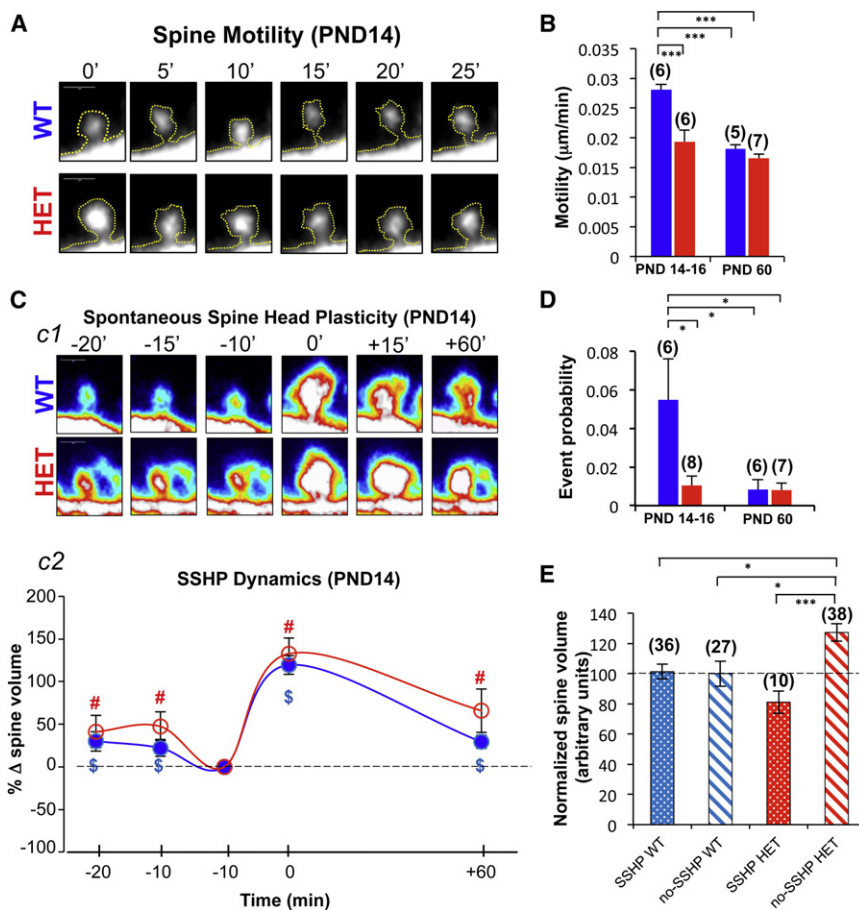 A
Spine Motility (PND14)
0’ 5’ 10’ 15’ 20’ 25’
WT
HET
B
***
***
***
(6) (6) (5) (7)
Motility (µm/min)
0.035
0.03
0.025
0.02
0.015
0.01
0.005
0
PND 14-16 PND 60
C
Spontaneous Spine Head Plasticity (PND14)
c1
-20’ -15’ -10’ 0’ +15’ +60’
WT
HET
D
*
*
*
(6) (8) (6) (7)
Event probability
0.08
0.06
0.04
0.02
0
PND 14-16 PND 60
c2
SSHP Dynamics (PND14)
% Δ spine volume
200
150
100
50
0
-50
-100
# # # #
$ $ $ $
-20 -10 -10 0 +60
Time (min)
E
*
*
*
***
(36) (27) (10) (38)
Normalized spine volume
(arbitrary units)
140
120
100
80
60
40
20
0
SSHP WT
no-SSHP WT
SSHP HET
no-SSHP HET